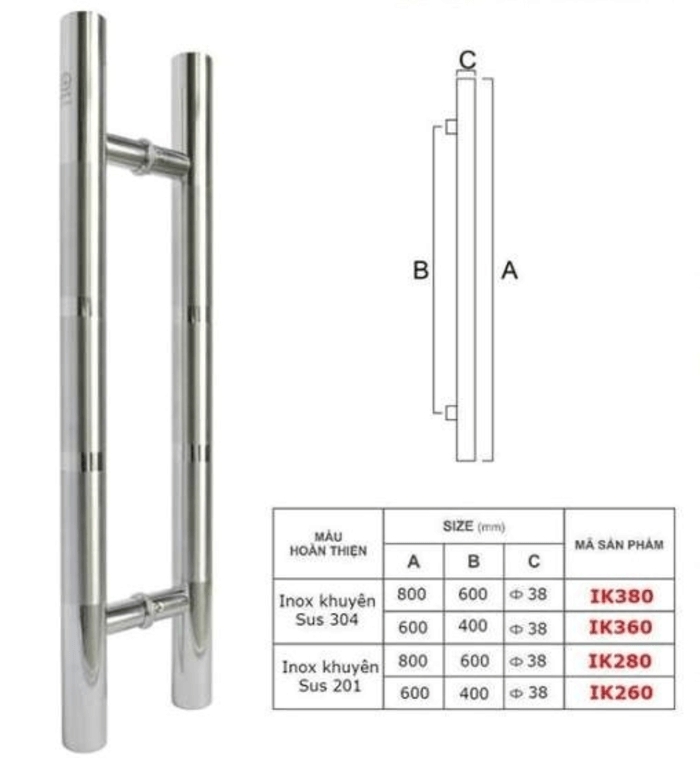 C
B
A
MÀU
HOÀN THIỆN
SIZE (mm)
MÃ SẢN PHẨM
A B C
Inox khuyên
Sus 304
800 600 Φ 38 IK380
600 400 Φ 38 IK360
Inox khuyên
Sus 201
800 600 Φ 38 IK280
600 400 Φ 38 IK260